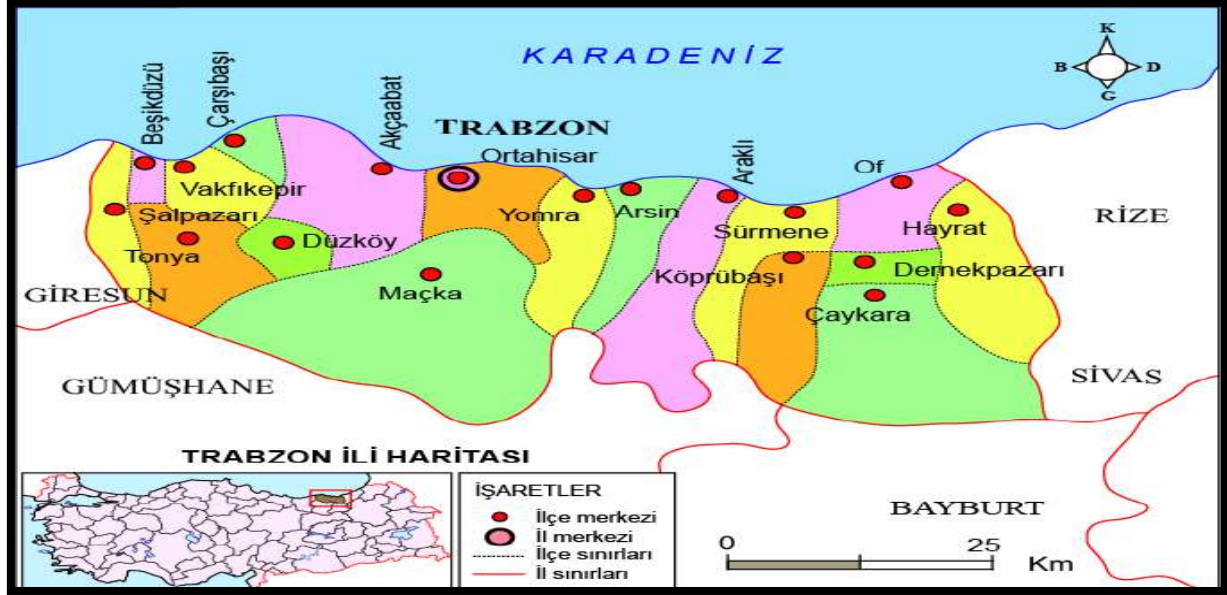 KARADENİZ
K
B D
G
Beşikdüzü
Çarşıbaşı
Akçaabat
TRABZON
Ortahisar
Araklı
Of
Vakfıkepir
Yomra
Arsin
Şalpazarı
Sürmene
Hayrat
RİZE
Tonya
Düzköy
Köprübaşı
Dernekpazarı
GİRESUN
Maçka
Çaykara
GÜMÜŞHANE
SİVAS
TRABZON İLİ HARİTASI
BAYBURT
İŞARETLER
İlçe merkezi
İl merkezi
İlçe sınırları
İl sınırları
0 25
Km